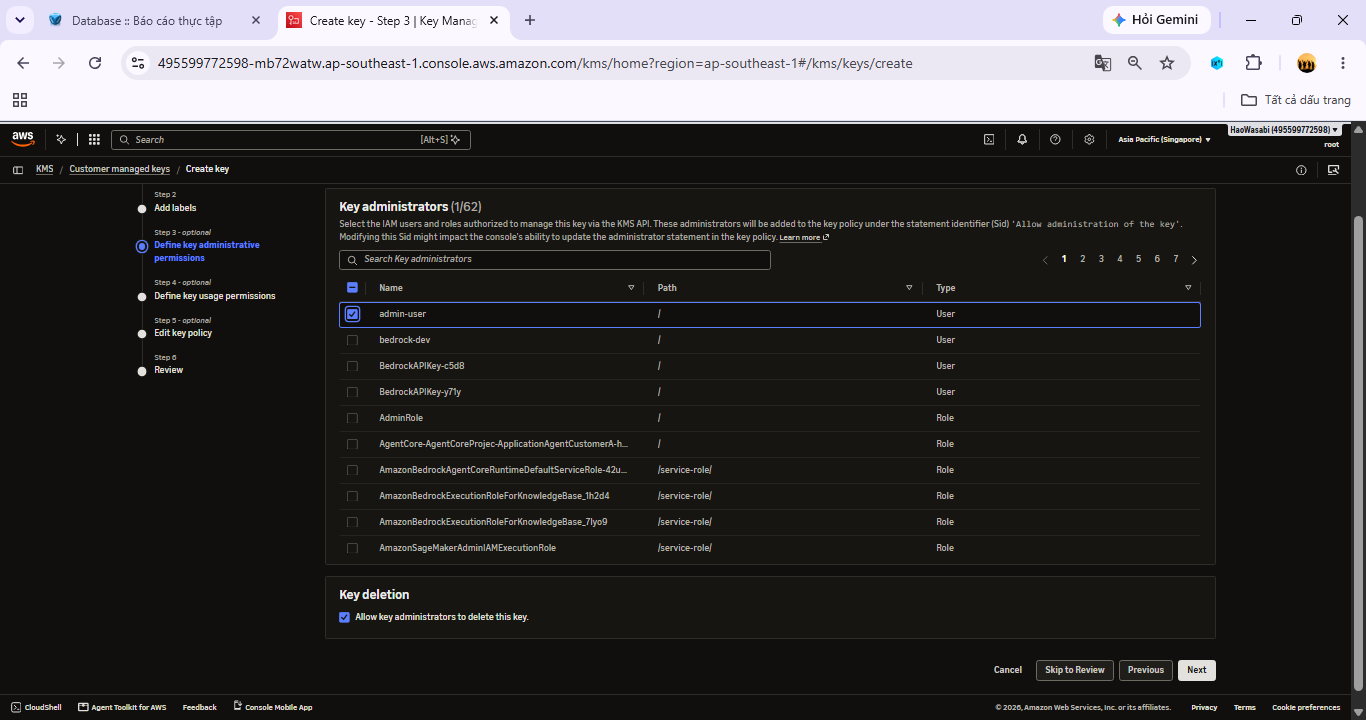 Database :: Báo cáo thực tập
Create key - Step 3 | Key Manag
Hỏi Gemini
495599772598-mb72watw.ap-southeast-1.console.aws.amazon.com/kms/home?region=ap-southeast-1#/kms/keys/create
Tất cả dấu trang
aws
Search
[Alt+S]
Asia Pacific (Singapore)
HaoWasabi (495599772598)
root
KMS / Customer managed keys / Create key
Step 2
Add labels
Step 3 - optional
Define key administrative
permissions
Step 4 - optional
Define key usage permissions
Step 5 - optional
Edit key policy
Step 6
Review
Key administrators (1/62)
Select the IAM users and roles authorized to manage this key via the KMS API. These administrators will be added to the key policy under the statement identifier (Sid) 'Allow administration of the key'.
Modifying this Sid might impact the console's ability to update the administrator statement in the key policy. Learn more
Search Key administrators
1 2 3 4 5 6 7
Name Path Type
admin-user / User
bedrock-dev / User
BedrockAPIKey-c5d8 / User
BedrockAPIKey-y71y / User
AdminRole / Role
AgentCore-AgentCoreProjec-ApplicationAgentCustomerA-h... / Role
AmazonBedrockAgentCoreRuntimeDefaultServiceRole-42u... /service-role/ Role
AmazonBedrockExecutionRoleForKnowledgeBase_1h2d4 /service-role/ Role
AmazonBedrockExecutionRoleForKnowledgeBase_7lyo9 /service-role/ Role
AmazonSageMakerAdminIAMExecutionRole /service-role/ Role
Key deletion
Allow key administrators to delete this key.
Cancel Skip to Review Previous Next
CloudShell Agent Toolkit for AWS Feedback Console Mobile App © 2026, Amazon Web Services, Inc. or its affiliates. Privacy Terms Cookie preferences